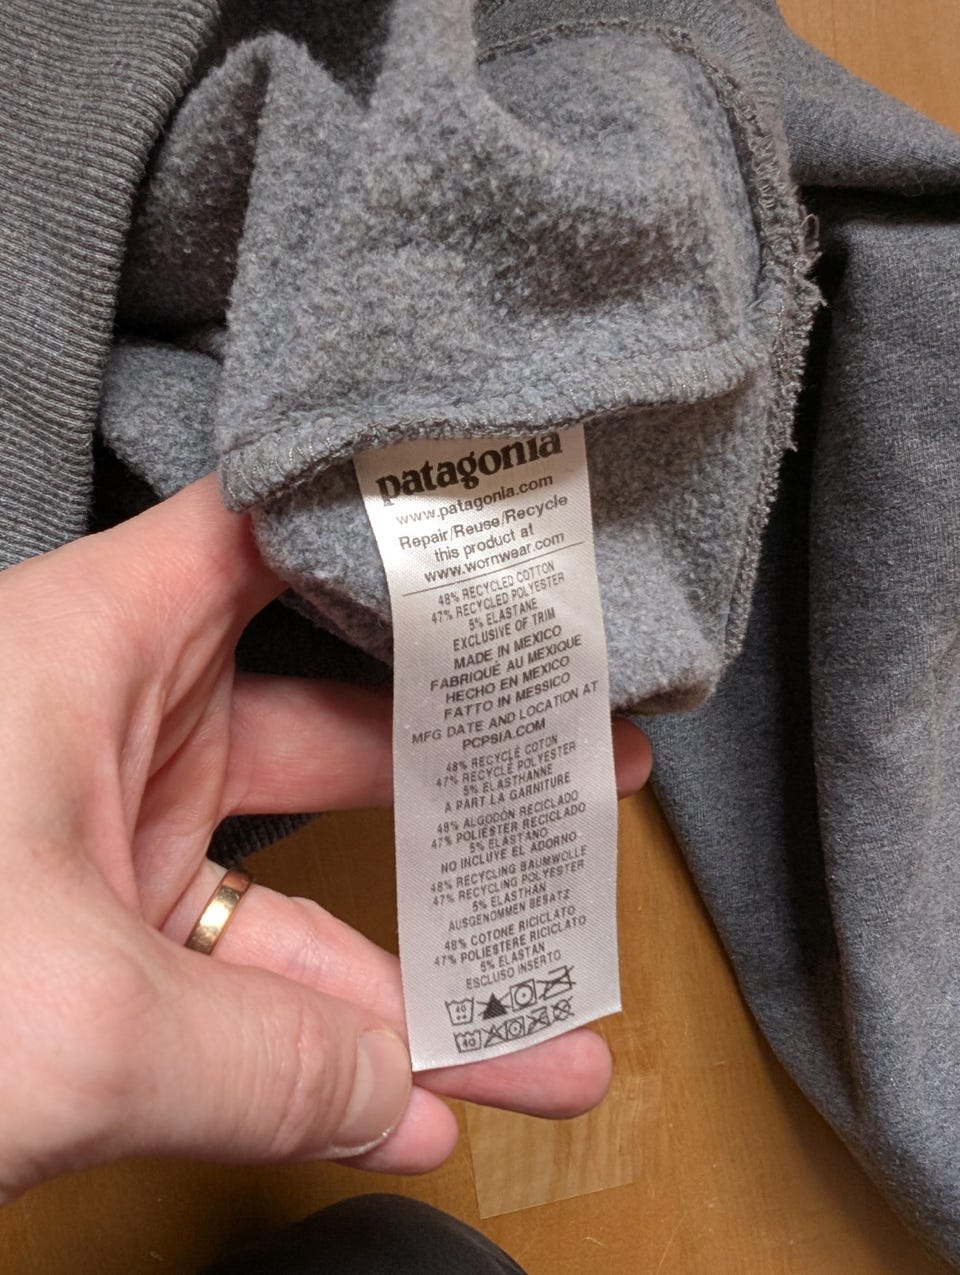 patagonia
www.patagonia.com
Repair/Reuse/Recycle
this product at
www.wornwear.com
48% RECYCLED COTTON
47% RECYCLED POLYESTER
5% ELASTANE
EXCLUSIVE OF TRIM
MADE IN MEXICO
FABRIQUÉ AU MEXIQUE
HECHO EN MEXICO
FATTO IN MESSICO
MFG DATE AND LOCATION AT
PCPSIA.COM
48% RECYCLÉ COTON
47% RECYCLÉ POLYESTER
5% ELASTHANNE
A PART LA GARNITURE
48% ALGODÓN RECICLADO
47% POLIÉSTER RECICLADO
5% ELASTANO
NO INCLUYE EL ADORNO
48% RECYCLING BAUMWOLLE
47% RECYCLING POLYESTER
5% ELASTHAN
AUSGENOMMEN BESATZ
48% COTONE RICICLATO
47% POLIESTERE RICICLATO
5% ELASTAN
ESCLUSO INSERTO
40
40